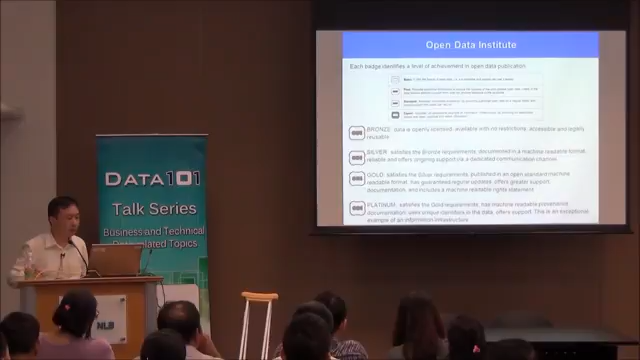 Open Data Institute
Each badge identifies a level of achievement in open data publication.
BRONZE data is openly licensed, available with no restrictions, accessible and legally
reusable
SILVER satisfies the Bronze requirements, documented in a machine readable format,
reliable and offers ongoing support via a dedicated communication channel
GOLD satisfies the Silver requirements, published in an open standard machine
readable format, has guaranteed regular updates, offers greater support,
documentation, and includes a machine readable rights statement
PLATINUM satisfies the Gold requirements, has machine readable provenance
documentation, uses unique identifiers in the data, offers support. This is an exceptional
example of an information infrastructure
DATA101
Talk Series
Business and Technical
Data related Topics
NLB